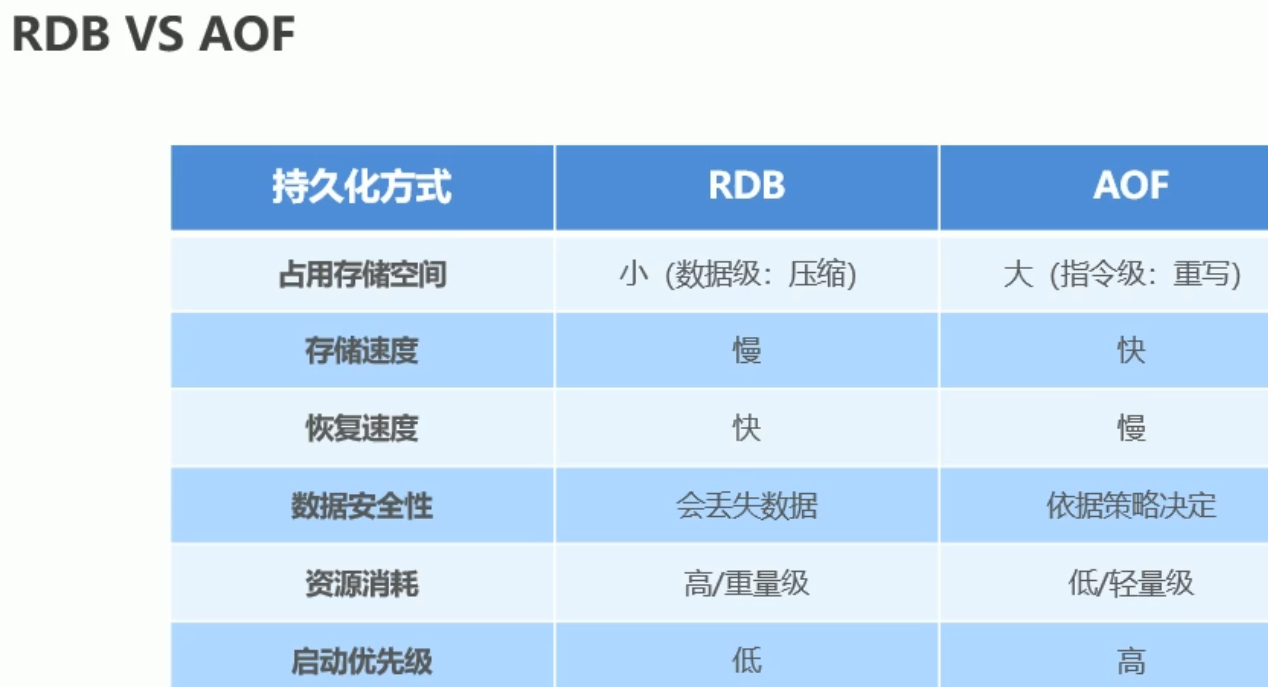 RDB VS AOF
持久化方式 RDB AOF
占用存储空间 小（数据级：压缩） 大（指令级：重写）
存储速度 慢 快
恢复速度 快 慢
数据安全性 会丢失数据 依据策略决定
资源消耗 高/重量级 低/轻量级
启动优先级 低 高